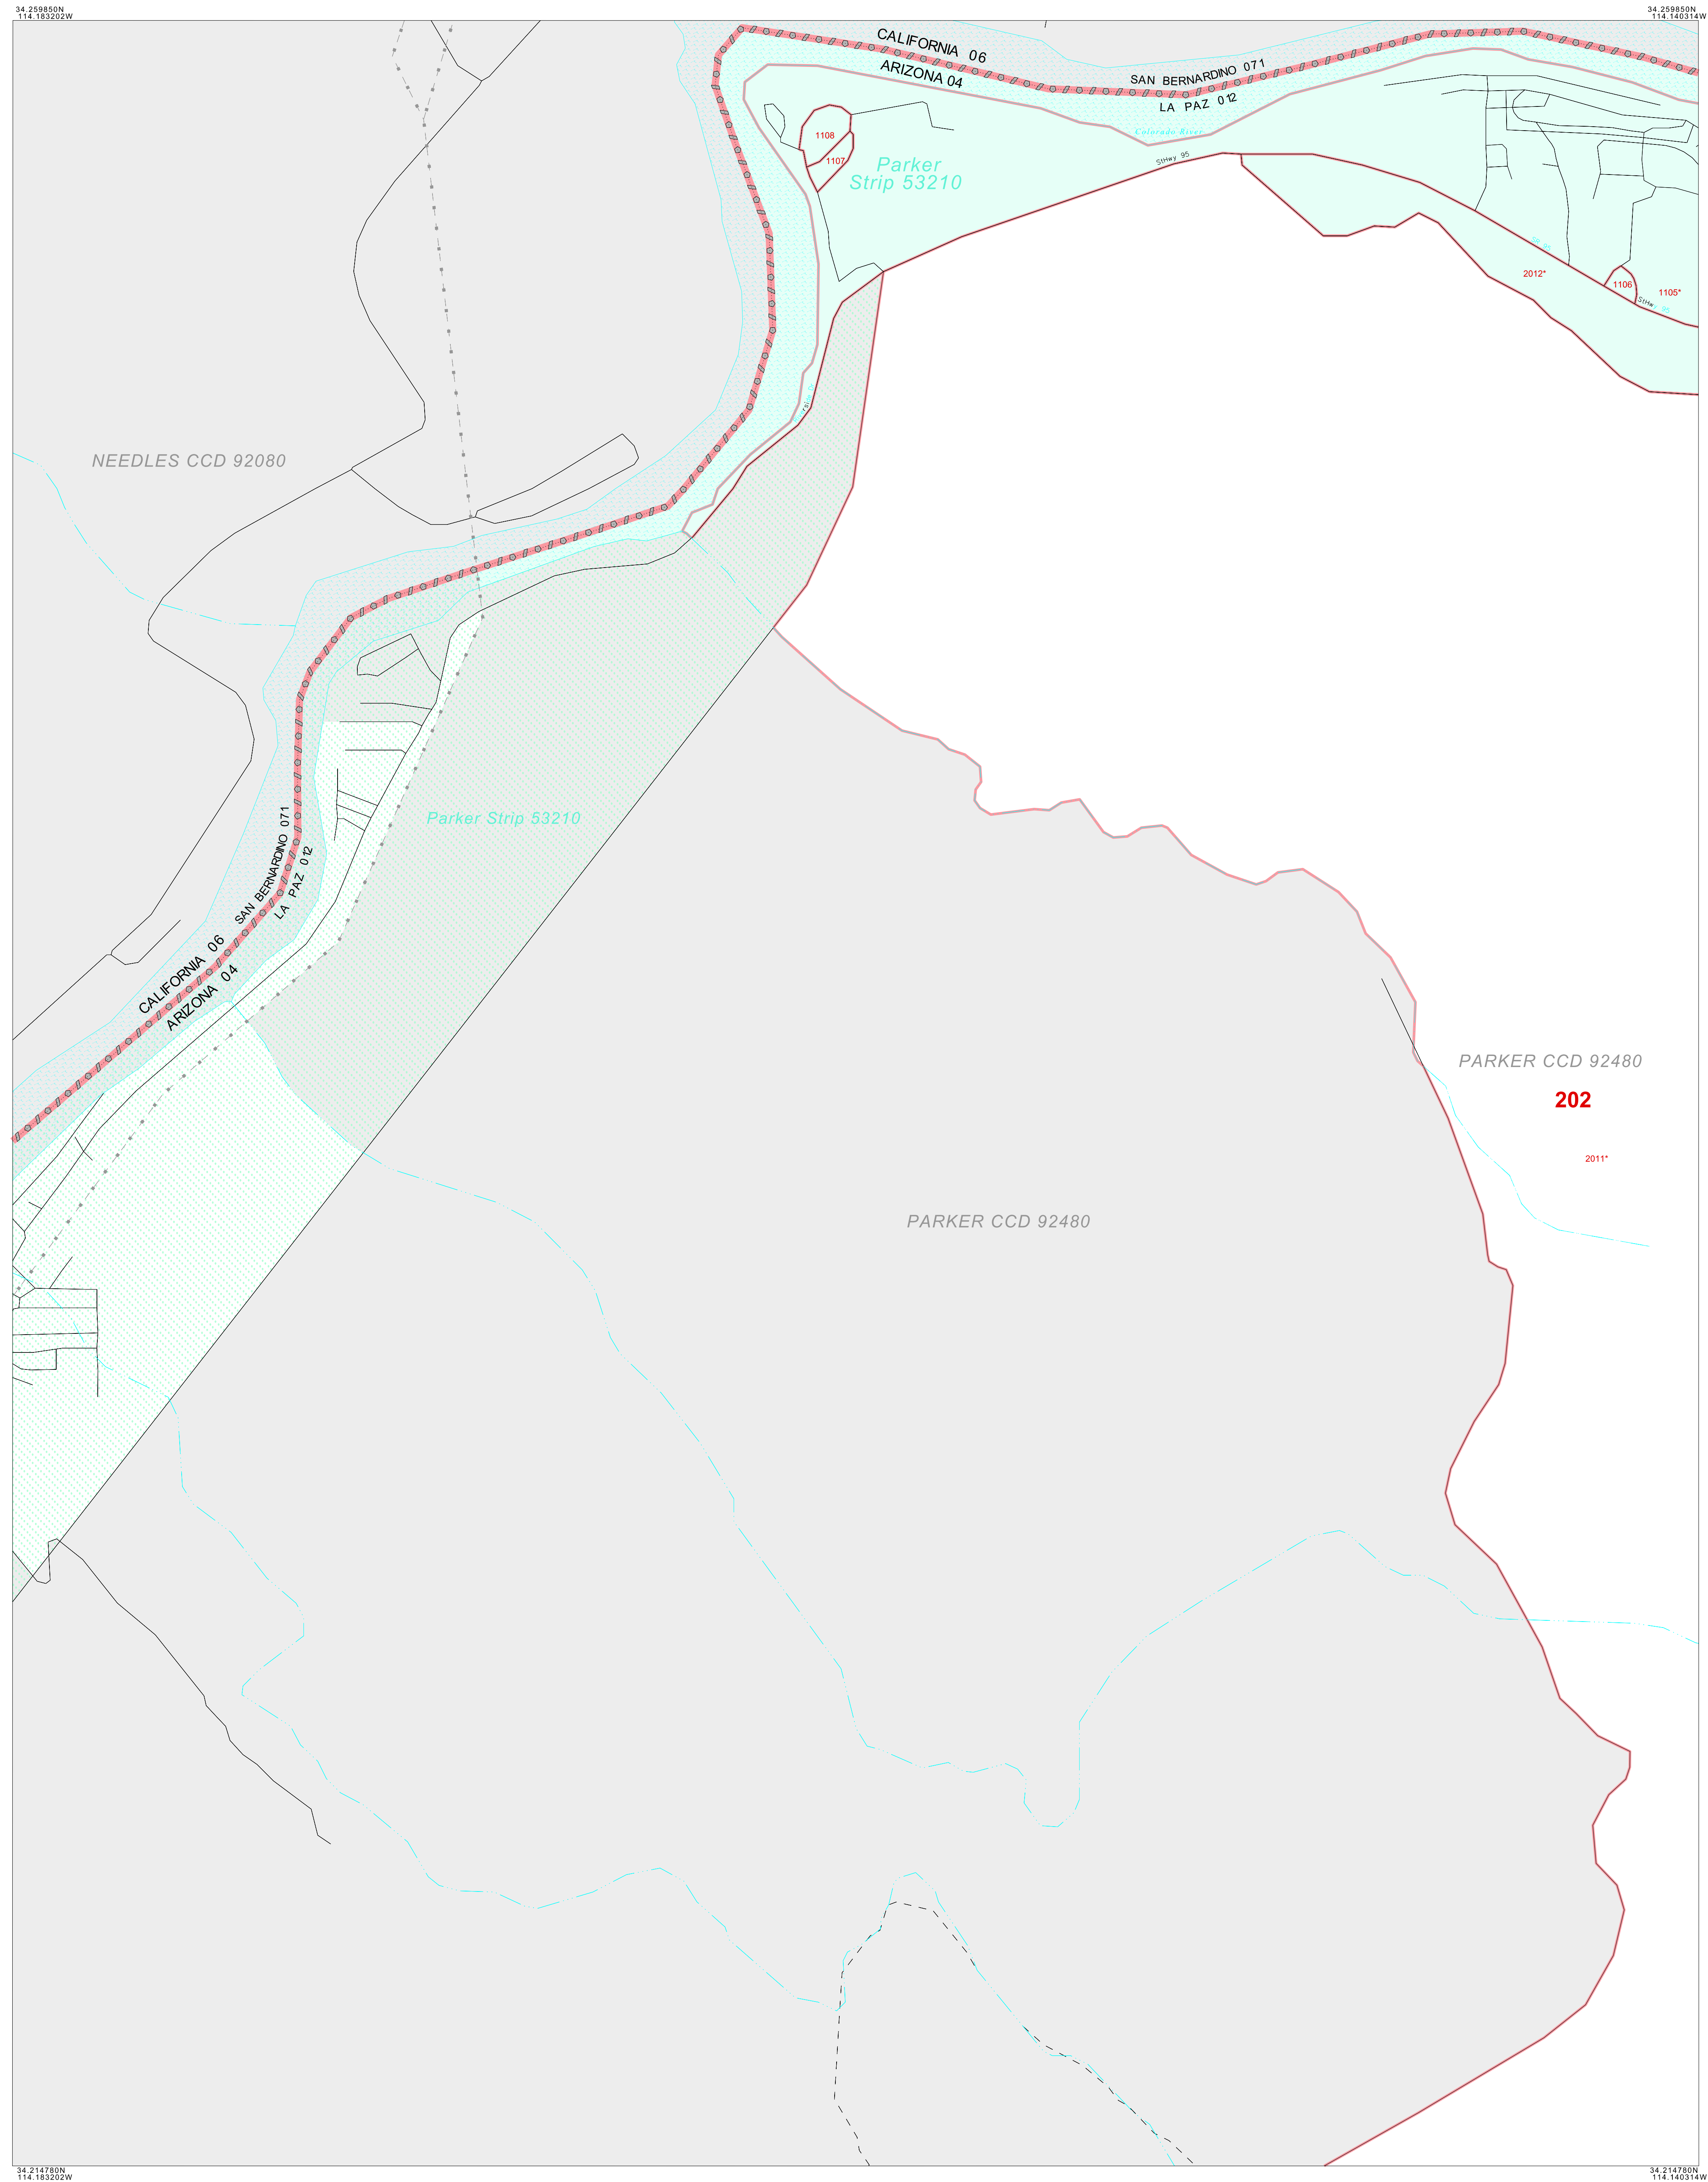 34.259850N
114.183202W
34.259850N
114.140314W
CALIFORNIA 06
ARIZONA 04
SAN BERNARDINO 071
LA PAZ 012
Colorado River
1108
1107
Parker
Strip 53210
StHwy 95
2012*
1106
1105*
StHwy 95
NEEDLES CCD 92080
Parker Strip 53210
SAN BERNARDINO 071
LA PAZ 012
CALIFORNIA 06
ARIZONA 04
PARKER CCD 92480
202
2011*
PARKER CCD 92480
34.214780N
114.183202W
34.214780N
114.140314W